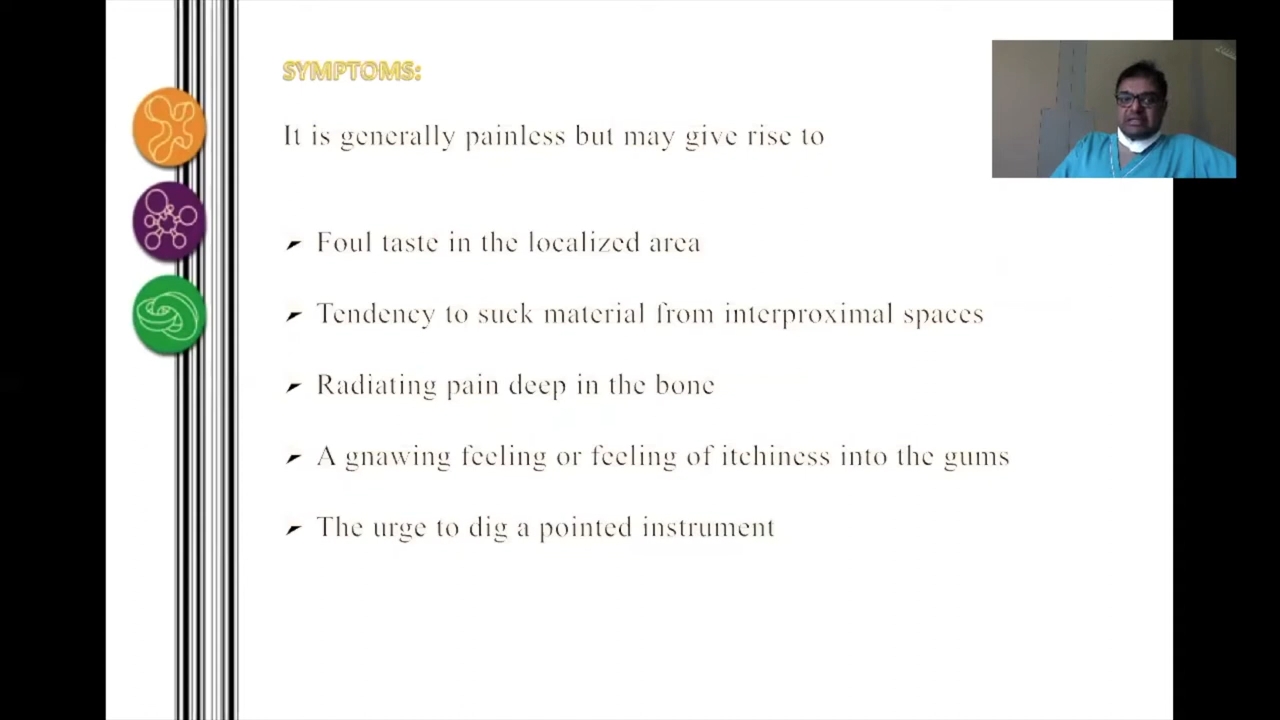 SYMPTOMS:
It is generally painless but may give rise to
Foul taste in the localized area
Tendency to suck material from interproximal spaces
Radiating pain deep in the bone
A gnawing feeling or feeling of itchiness into the gums
The urge to dig a pointed instrument